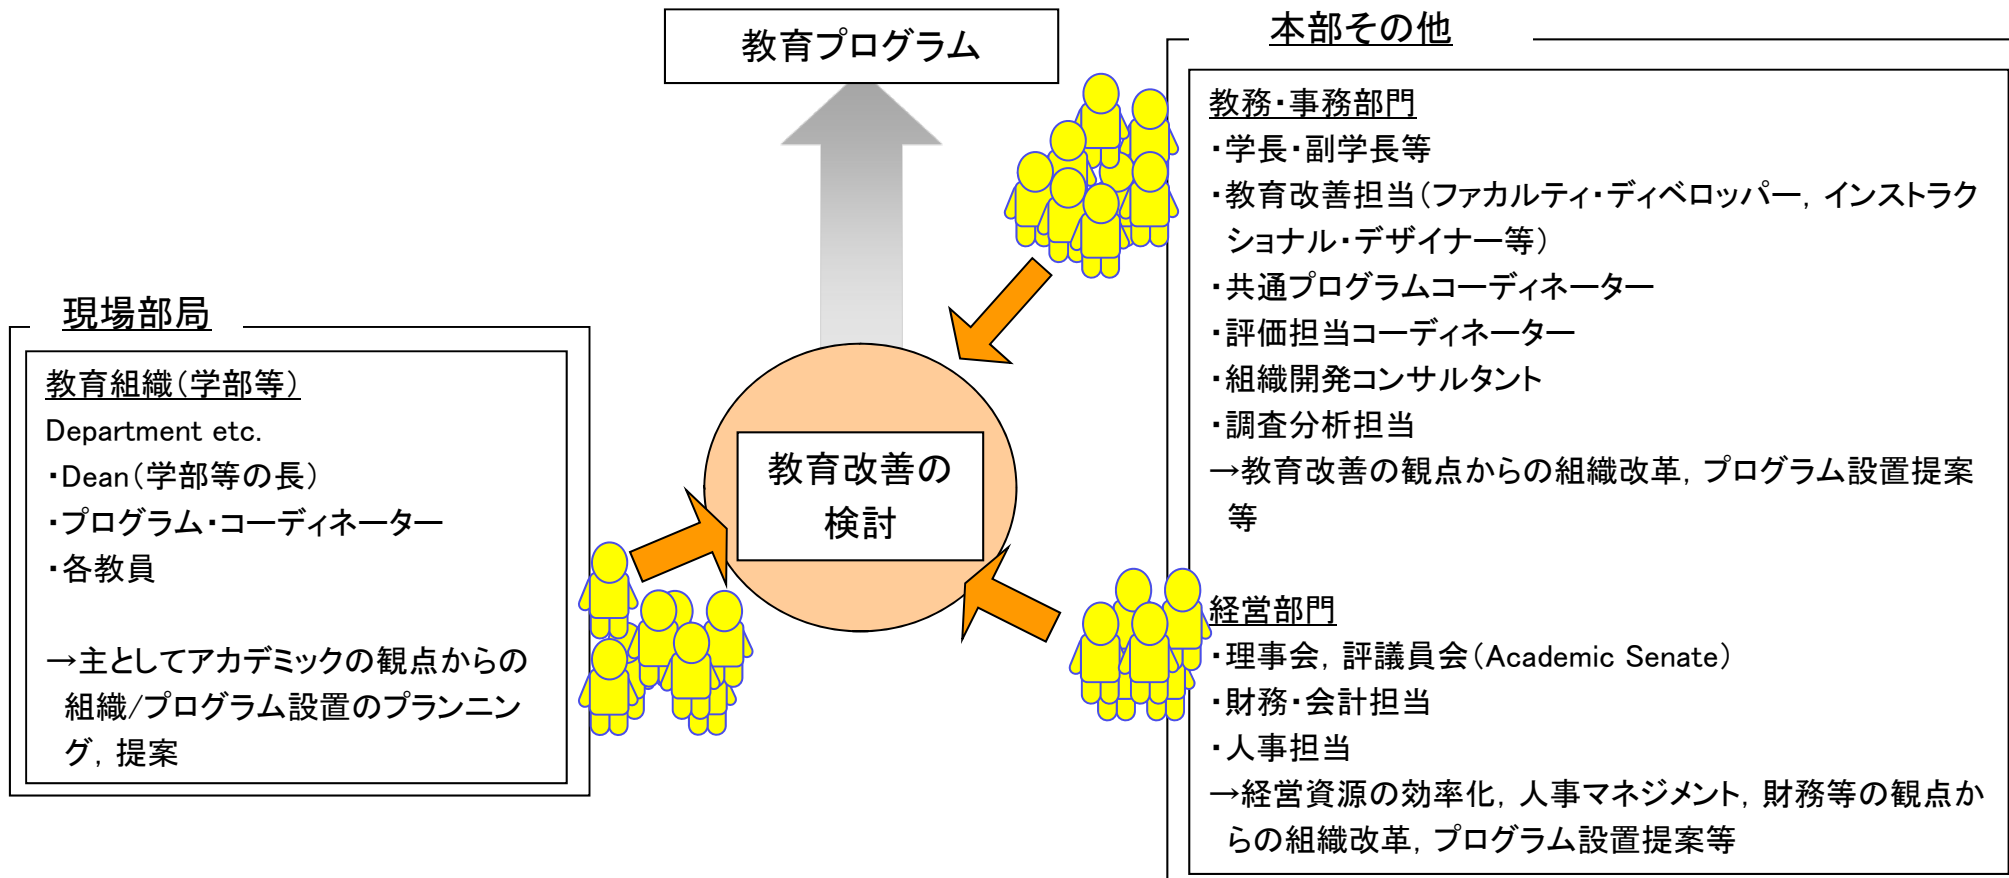 教育プログラム
本部その他
教務・事務部門
・学長・副学長等
・教育改善担当(ファカルティ・ディベロッパー, インストラク
ショナル・デザイナー等)
・共通プログラムコーディネーター
・評価担当コーディネーター
・組織開発コンサルタント
・調査分析担当
→教育改善の観点からの組織改革, プログラム設置提案
等
経営部門
・理事会, 評議員会(Academic Senate)
・財務・会計担当
・人事担当
→経営資源の効率化, 人事マネジメント, 財務等の観点か
らの組織改革, プログラム設置提案等
現場部局
教育組織(学部等)
Department etc.
・Dean(学部等の長)
・プログラム・コーディネーター
・各教員
→主としてアカデミックの観点からの
組織/プログラム設置のプランニン
グ, 提案
教育改善の
検討